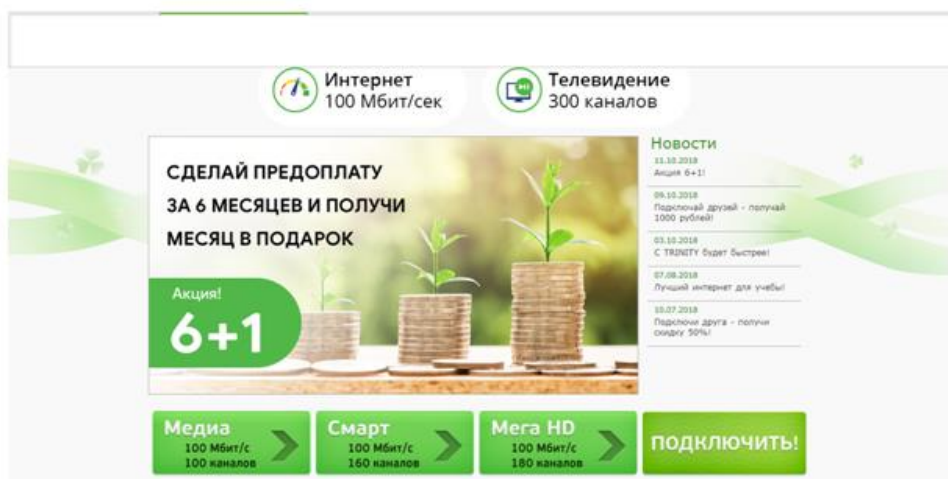 Интернет
100 Мбит/сек
Телевидение
300 каналов
СДЕЛАЙ ПРЕДОПЛАТУ
ЗА 6 МЕСЯЦЕВ И ПОЛУЧИ
МЕСЯЦ В ПОДАРОК
Акция!
6+1
Новости
11.10.2018
Акция 6+1!
09.10.2018
Подключай друзей - получай
1000 рублей!
03.10.2018
С TRINITY будет быстрее!
07.08.2018
Лучший интернет для учебы!
10.07.2018
Подключи друга - получи
скидку 50%!
Медиа
100 Мбит/с
100 каналов
Смарт
100 Мбит/с
160 каналов
Мега HD
100 Мбит/с
180 каналов
ПОДКЛЮЧИТЬ!